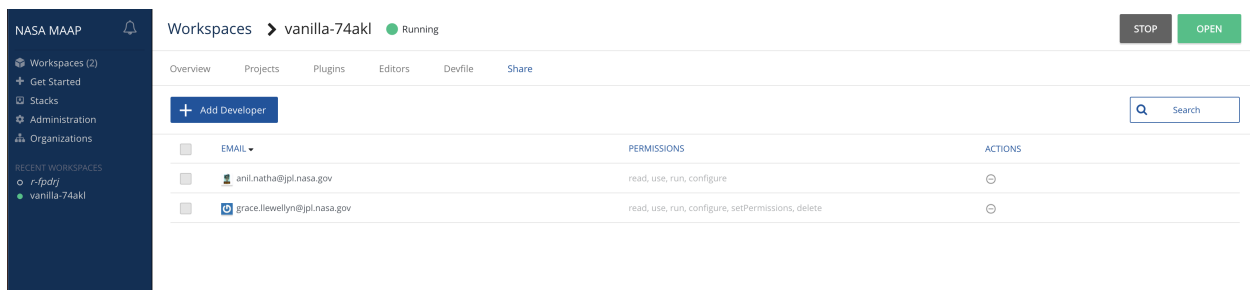 NASA MAAP
Workspaces (2)
Get Started
Stacks
Administration
Organizations
RECENT WORKSPACES
r-fpdrj
vanilla-74akl
Workspaces > vanilla-74akl Running
STOP OPEN
Overview Projects Plugins Editors Devfile Share
+ Add Developer
Search
EMAIL PERMISSIONS ACTIONS
anil.natha@jpl.nasa.gov read, use, run, configure
grace.llewellyn@jpl.nasa.gov read, use, run, configure, setPermissions, delete